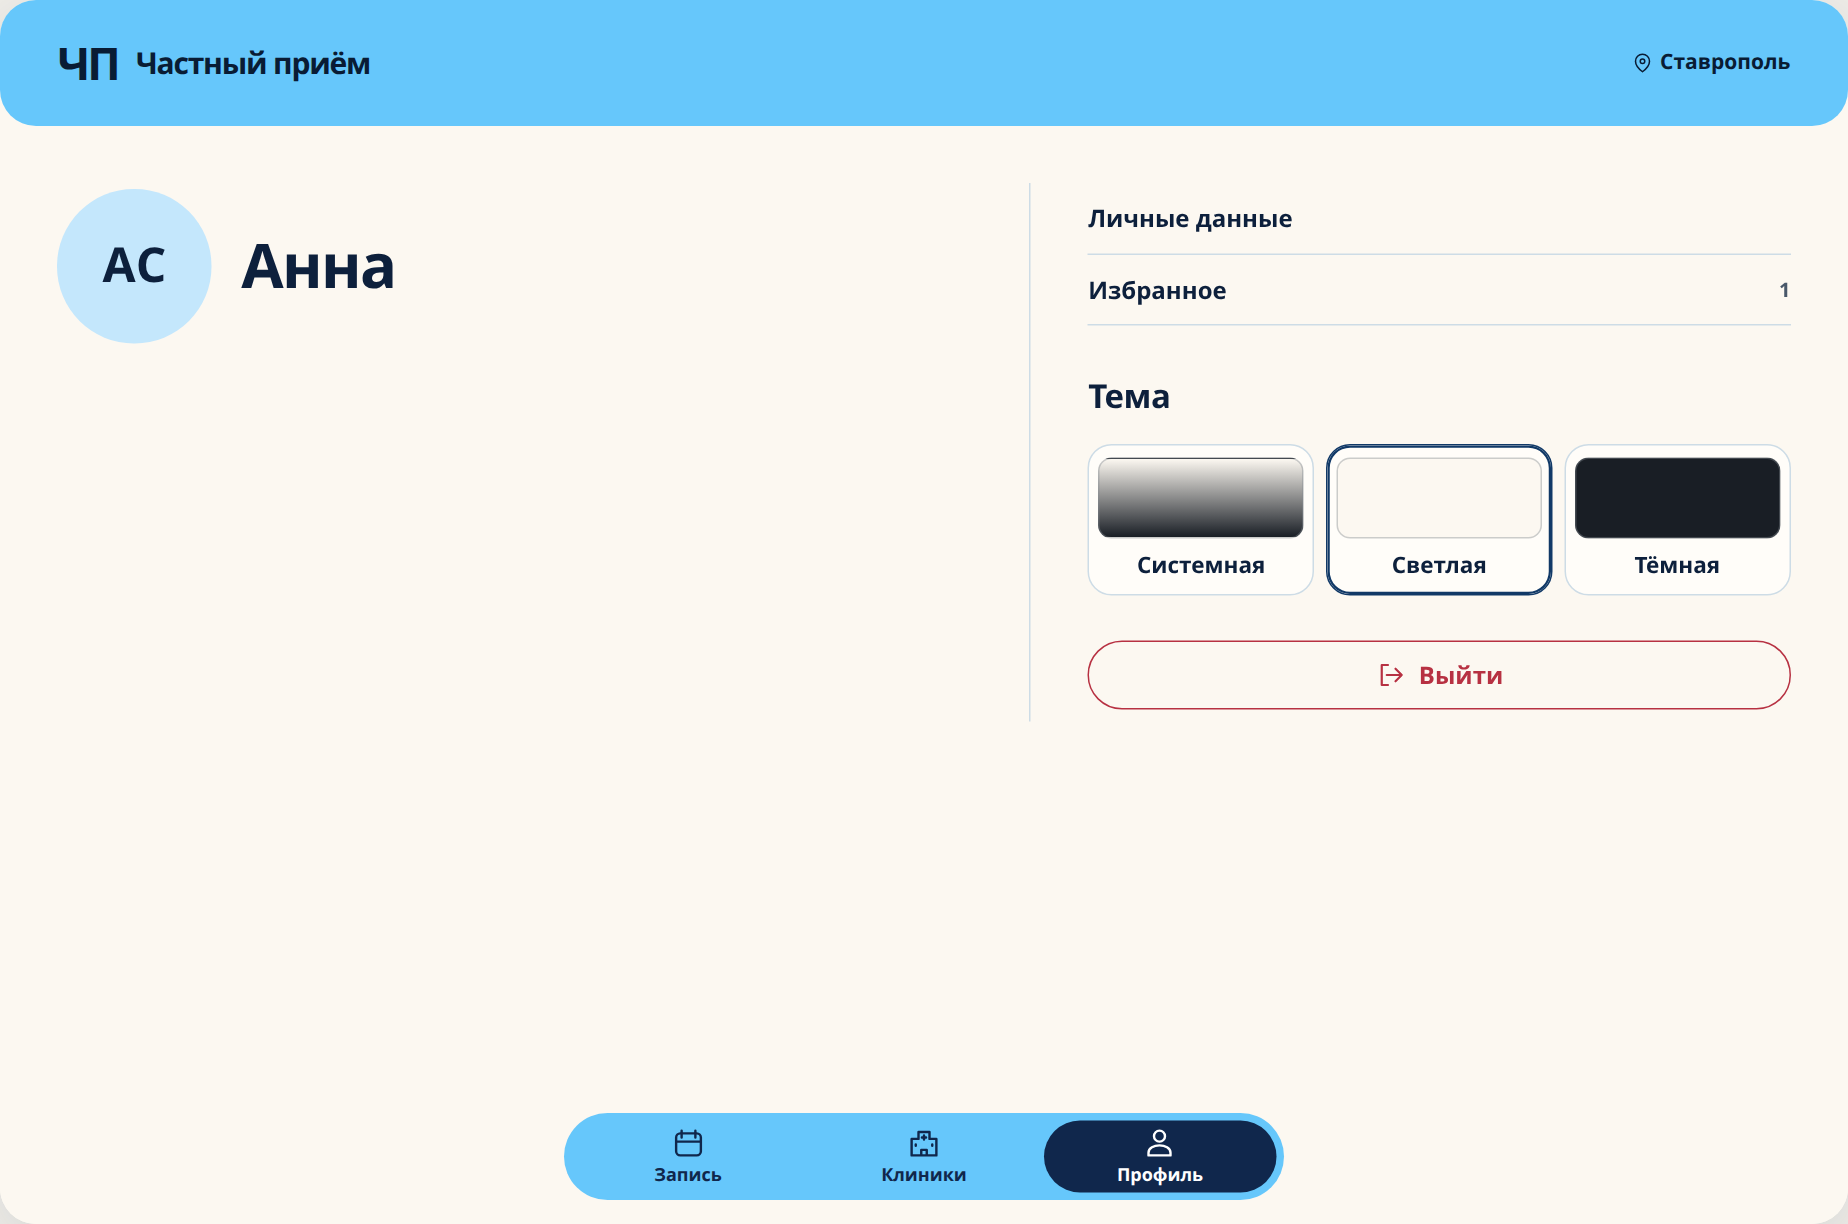 ЧП Частный приём
Ставрополь
АС
Анна
Личные данные
Избранное 1
Тема
Системная
Светлая
Тёмная
Выйти
Запись
Клиники
Профиль